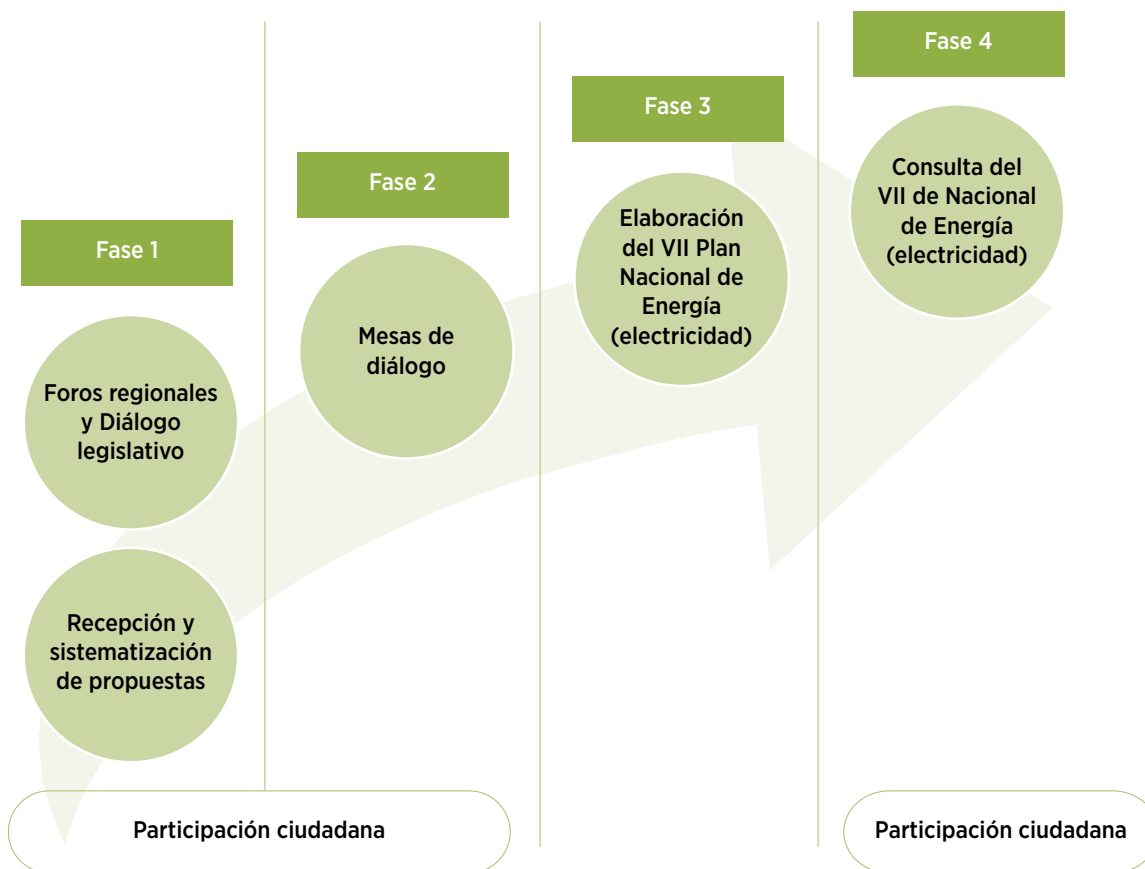 Fase 1
Foros regionales
y Diálogo
legislativo
Recepción y
sistematización
de propuestas
Fase 2
Mesas de
diálogo
Fase 3
Elaboración
del VII Plan
Nacional de
Energía
(electricidad)
Fase 4
Consulta del
VII de Nacional
de Energía
(electricidad)
Participación ciudadana
Participación ciudadana